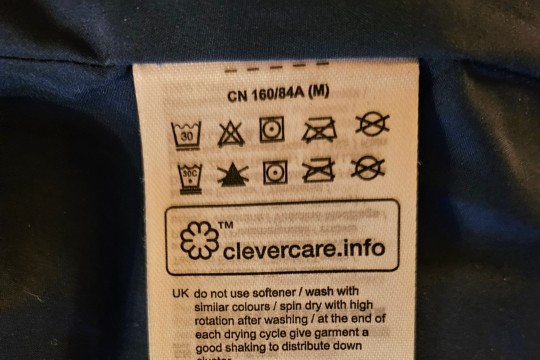 CN 160/84A (M)
30
30C
TM
clevercare.info
UK do not use softener / wash with
similar colours / spin dry with high
rotation after washing / at the end of
each drying cycle give garment a
good shaking to distribute down